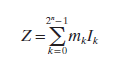 Z = \sum_{k=0}^{2^n-1} m_k I_k